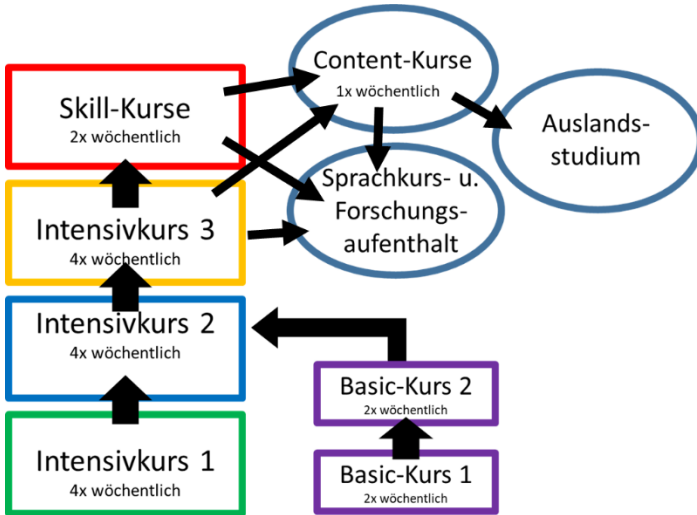 Content-Kurse
1x wöchentlich
Skill-Kurse
2x wöchentlich
Auslands-
studium
Sprachkurs- u.
Forschungs-
aufenthalt
Intensivkurs 3
4x wöchentlich
Intensivkurs 2
4x wöchentlich
Basic-Kurs 2
2x wöchentlich
Intensivkurs 1
4x wöchentlich
Basic-Kurs 1
2x wöchentlich